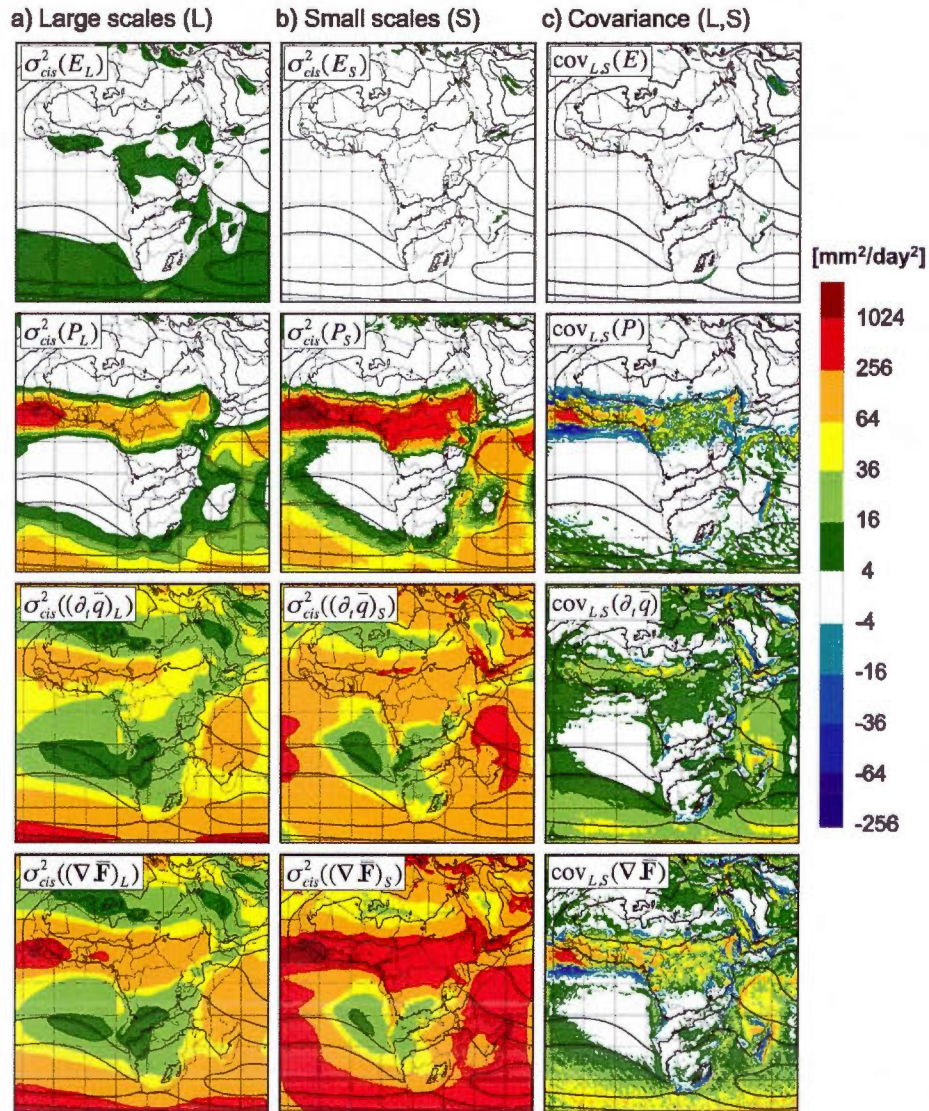 a) Large scales (L)
b) Small scales (S)
c) Covariance (L,S)
σ²cis(E_L)
σ²cis(E_S)
cov_L,S(E)
[mm²/day²]
σ²cis(P_L)
σ²cis(P_S)
cov_L,S(P)
σ²cis((∂_t q̄)_L)
σ²cis((∂_t q̄)_S)
cov_L,S(∂_t q̄)
σ²cis((∇.F̄)_L)
σ²cis((∇.F̄)_S)
cov_L,S(∇.F̄)
1024
256
64
36
16
4
-4
-16
-36
-64
-256